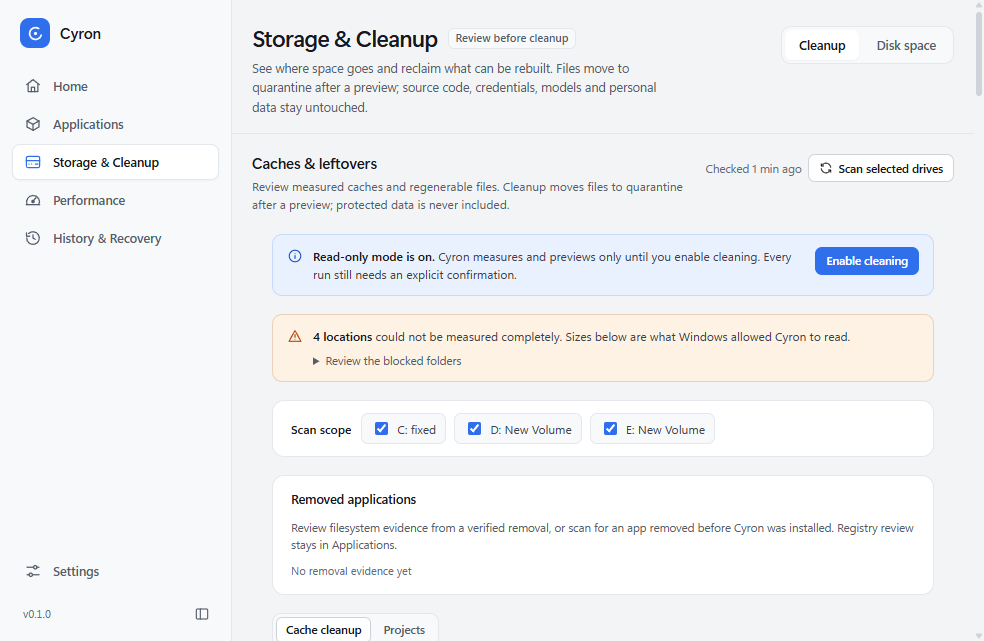 Cyron
Home
Applications
Storage & Cleanup
Performance
History & Recovery
Settings
v0.1.0
Storage & Cleanup
Review before cleanup
Cleanup
Disk space
See where space goes and reclaim what can be rebuilt. Files move to
quarantine after a preview; source code, credentials, models and personal
data stay untouched.
Caches & leftovers
Review measured caches and regenerable files. Cleanup moves files to quarantine
after a preview; protected data is never included.
Checked 1 min ago
Scan selected drives
Read-only mode is on. Cyron measures and previews only until you enable cleaning. Every
run still needs an explicit confirmation.
Enable cleaning
4 locations could not be measured completely. Sizes below are what Windows allowed Cyron to read.
Review the blocked folders
Scan scope
C: fixed
D: New Volume
E: New Volume
Removed applications
Review filesystem evidence from a verified removal, or scan for an app removed before Cyron was installed. Registry review
stays in Applications.
No removal evidence yet
Cache cleanup
Projects